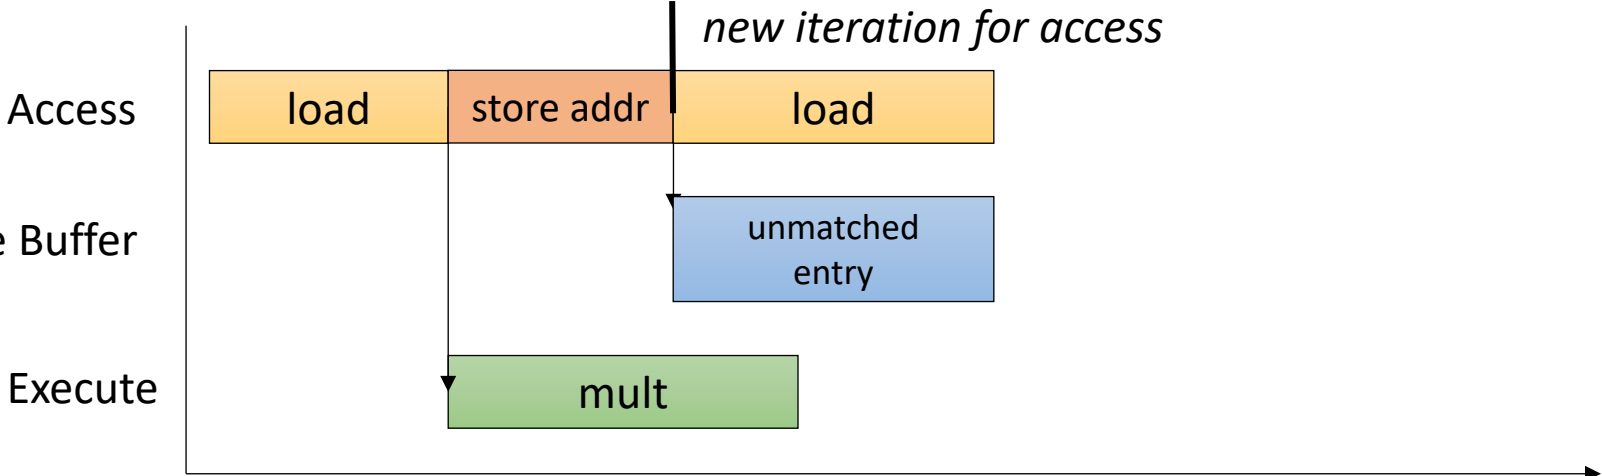 new iteration for access
Access
load
store addr
load
Buffer
unmatched
entry
Execute
mult